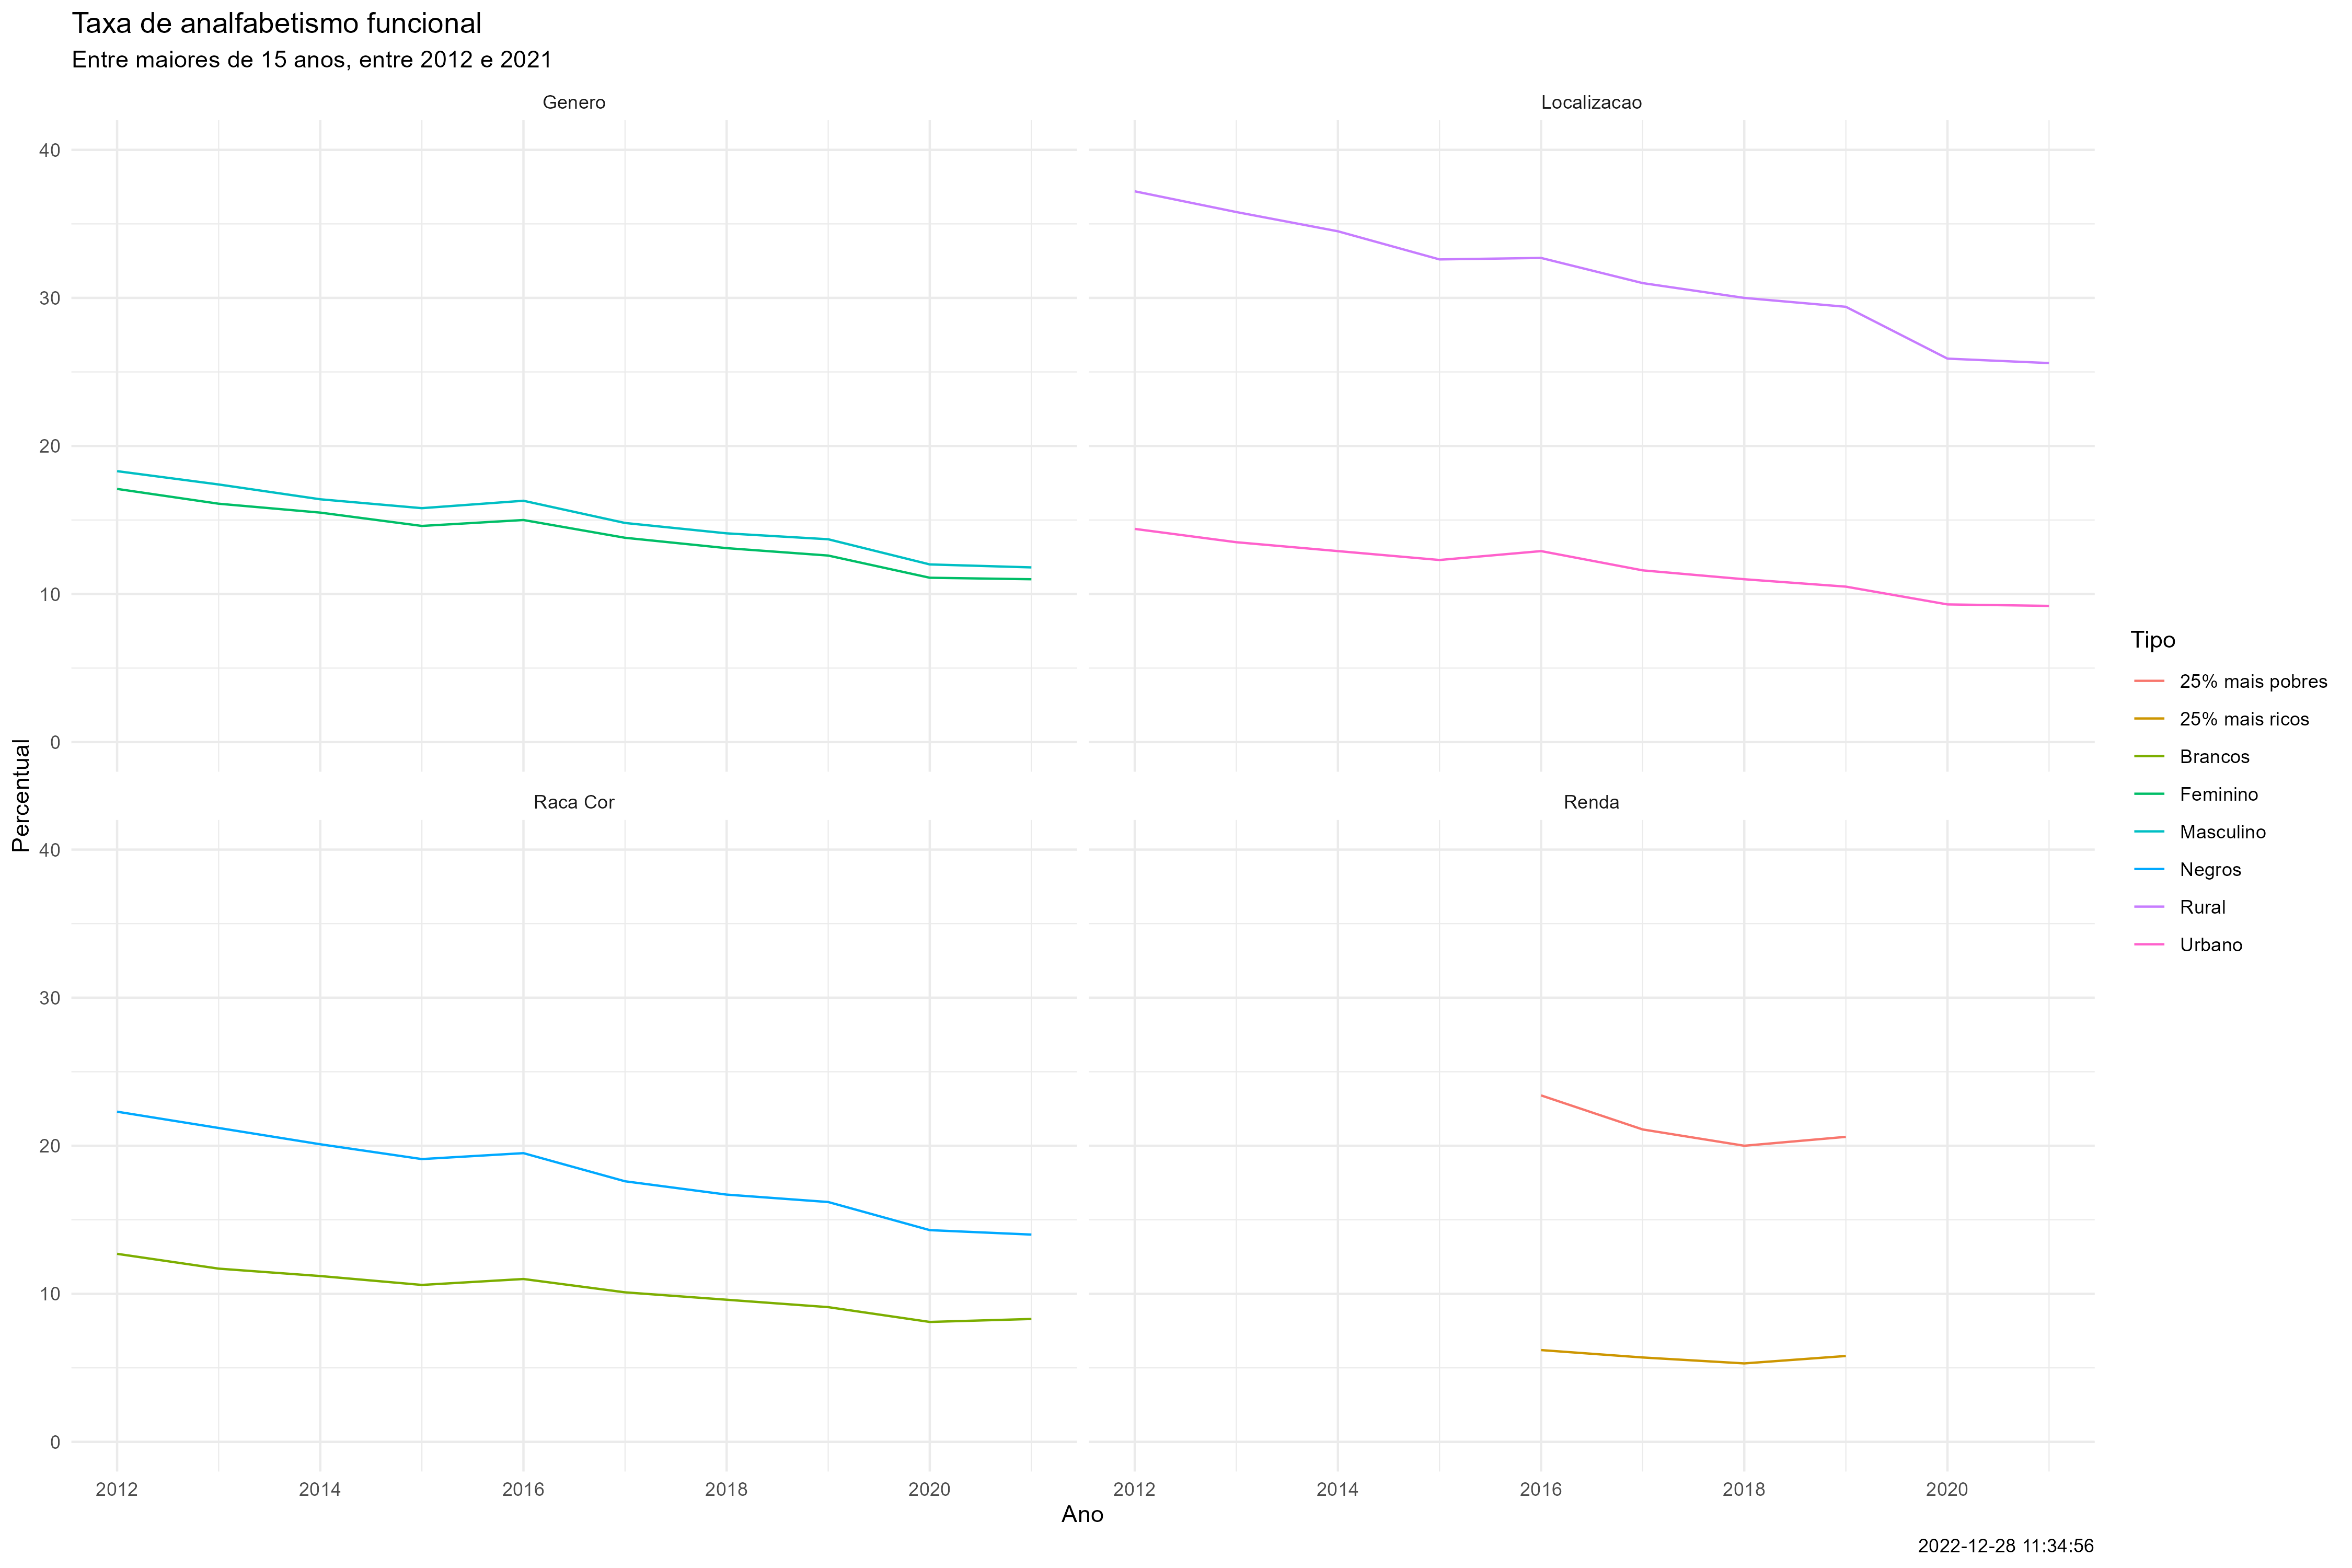 Taxa de analfabetismo funcional
Entre maiores de 15 anos, entre 2012 e 2021
Genero
Localizacao
40
30
20
10
0
Raca Cor
Renda
40
30
20
10
0
2012 2014 2016 2018 2020
2012 2014 2016 2018 2020
Percentual
Ano
Tipo
25% mais pobres
25% mais ricos
Brancos
Feminino
Masculino
Negros
Rural
Urbano
2022-12-28 11:34:56